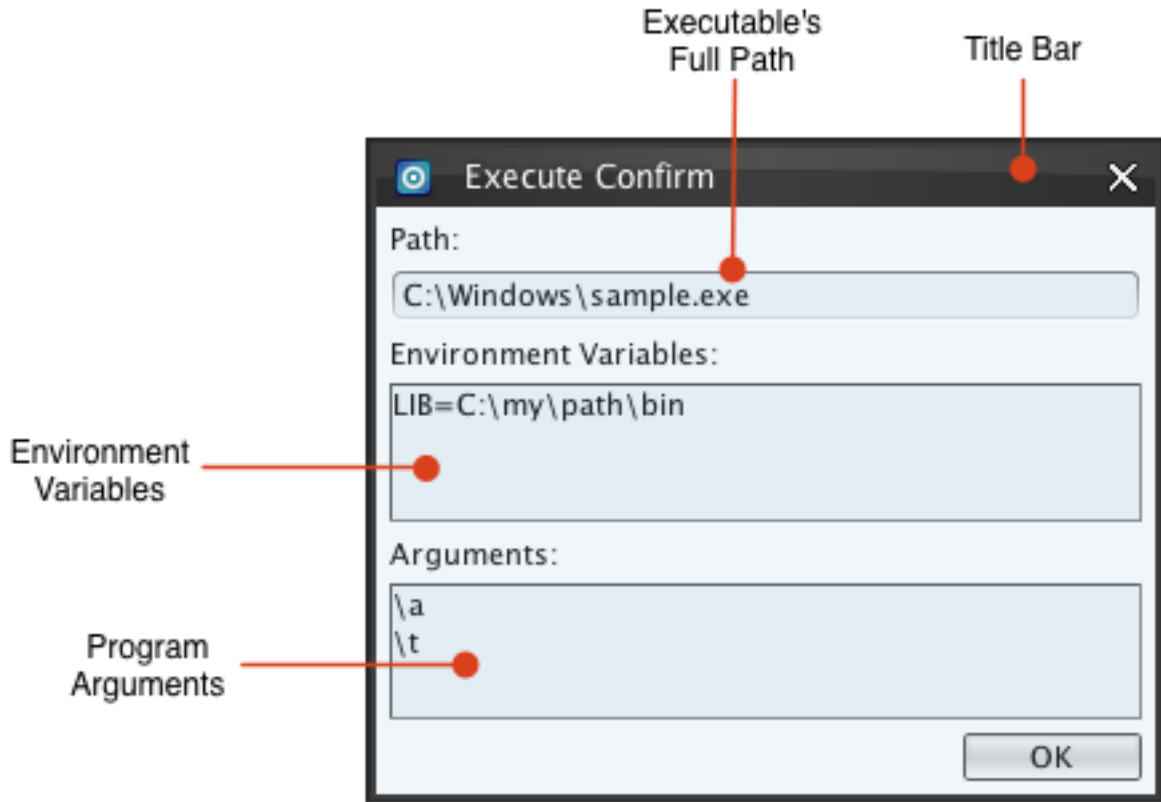 Executable's
Full Path
Title Bar
Execute Confirm
Path:
C:\Windows\sample.exe
Environment Variables:
LIB=C:\my\path\bin
Environment
Variables
Arguments:
\a
\t
Program
Arguments
OK